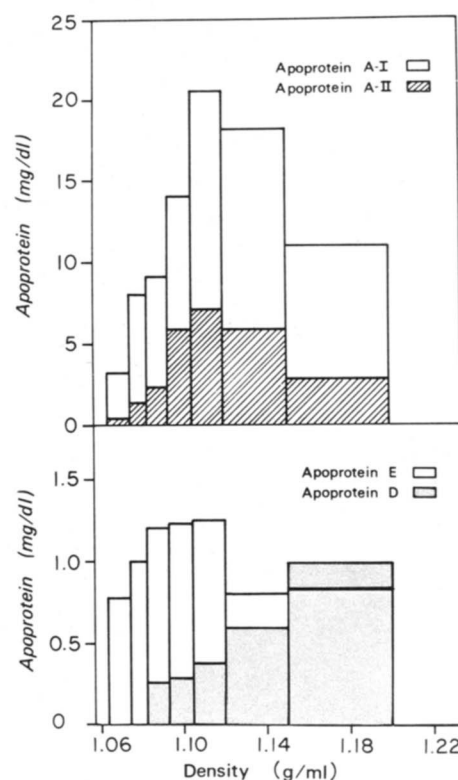 25
20
15
10
5
0
Apoprotein (mg/dl)
Apoprotein A-I
Apoprotein A-II
1.5
1.0
0.5
0
Apoprotein (mg/dl)
Apoprotein E
Apoprotein D
1.06 1.10 1.14 1.18 1.22
Density (g/ml)